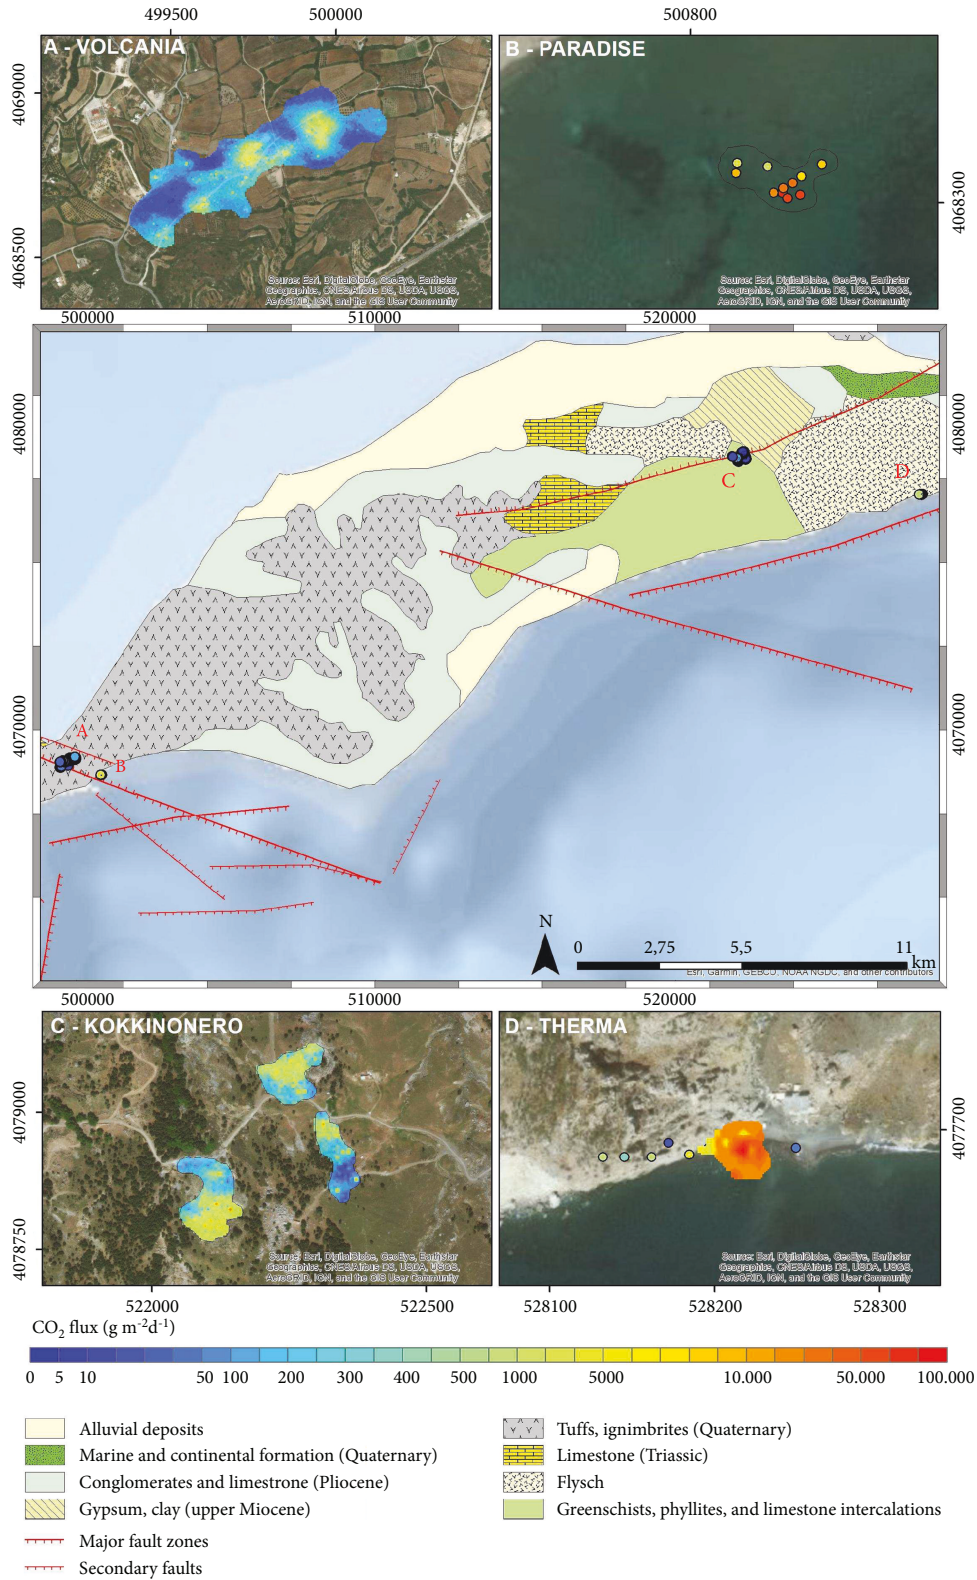 499500 500000 500800
A - VOLCANIA
B - PARADISE
4069000
4068500
4068300
Source: Esri, DigitalGlobe, GeoEye, Earthstar
Geographics, CNES/Airbus DS, USDA, USGS,
AeroGRID, IGN, and the GIS User Community
Source: Esri, DigitalGlobe, GeoEye, Earthstar
Geographics, CNES/Airbus DS, USDA, USGS,
AeroGRID, IGN, and the GIS User Community
500000 510000 520000
4080000
4080000
C
D
4070000
4070000
A
B
N
0 2,75 5,5 11
km
Esri, Garmin, GEBCO, NOAA NGDC, and other contributors
500000 510000 520000
C - KOKKINONERO
D - THERMA
4079000
4078750
4077700
Source: Esri, DigitalGlobe, GeoEye, Earthstar
Geographics, CNES/Airbus DS, USDA, USGS,
AeroGRID, IGN, and the GIS User Community
Source: Esri, DigitalGlobe, GeoEye, Earthstar
Geographics, CNES/Airbus DS, USDA, USGS,
AeroGRID, IGN, and the GIS User Community
522000 522500 528100 528200 528300
CO₂ flux (g m⁻²d⁻¹)
0 5 10 50 100 200 300 400 500 1000 5000 10.000 50.000 100.000
Alluvial deposits
Marine and continental formation (Quaternary)
Conglomerates and limestrone (Pliocene)
Gypsum, clay (upper Miocene)
Major fault zones
Secondary faults
Tuffs, ignimbrites (Quaternary)
Limestone (Triassic)
Flysch
Greenschists, phyllites, and limestone intercalations